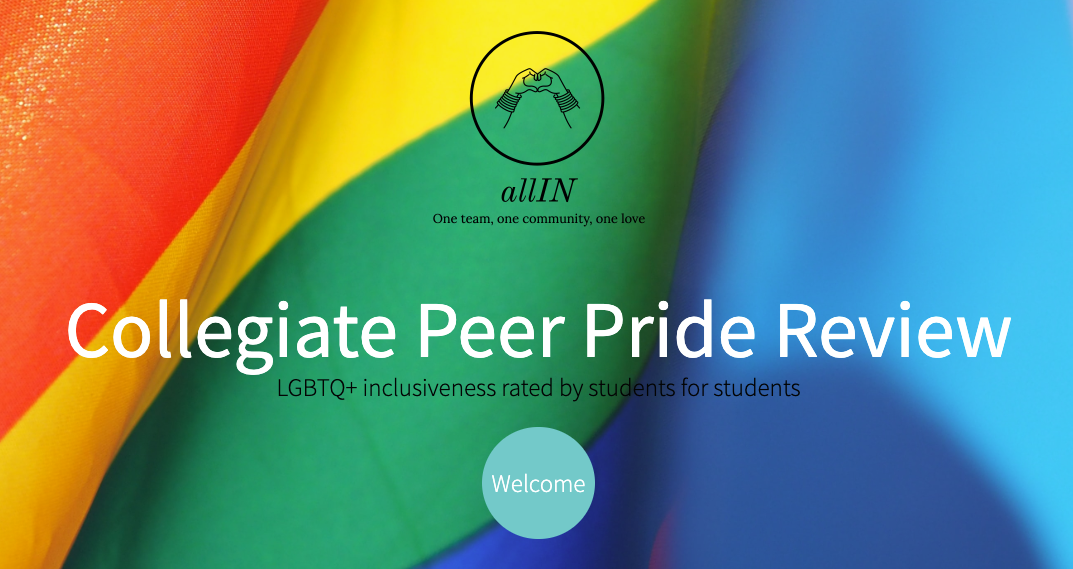 allIN
One team, one community, one love
Collegiate Peer Pride Review
LGBTQ+ inclusiveness rated by students for students
Welcome